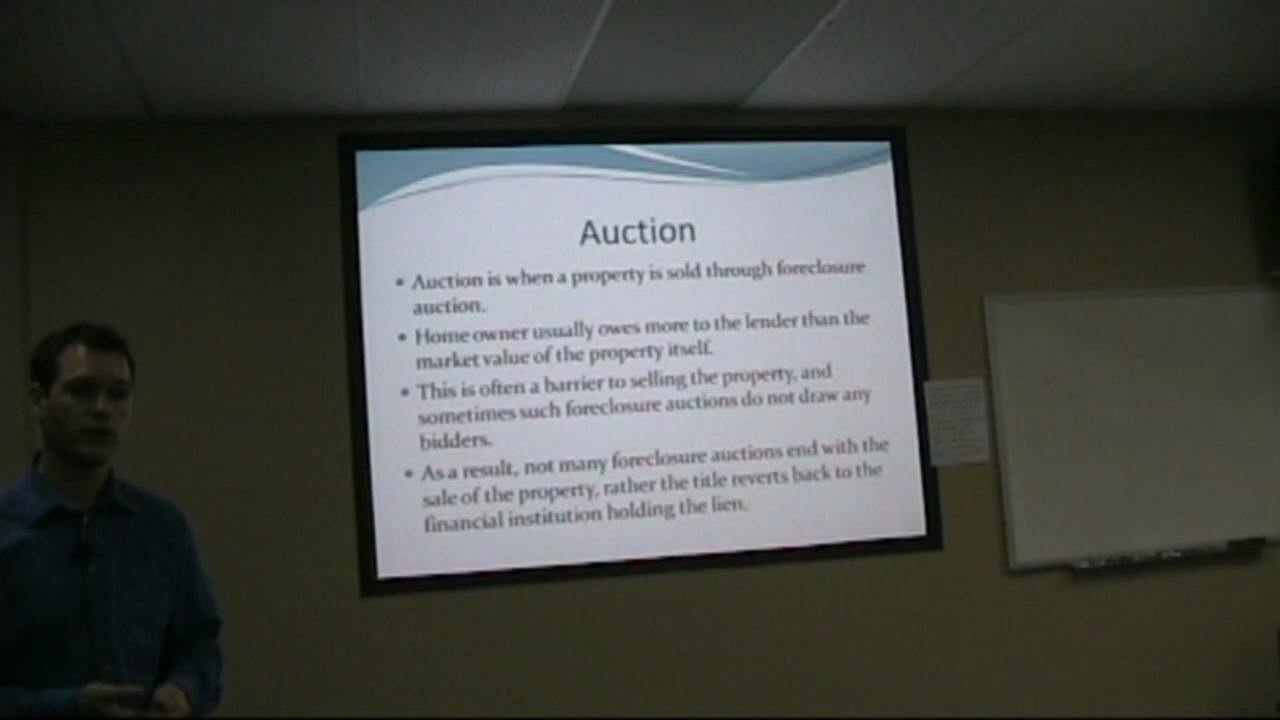 Auction
• Auction is when a property is sold through foreclosure
auction.
• Home owner usually owes more to the lender than the
market value of the property itself.
• This is often a barrier to selling the property, and
sometimes such foreclosure auctions do not draw any
bidders.
• As a result, not many foreclosure auctions end with the
sale of the property, rather the title reverts back to the
financial institution holding the lien.